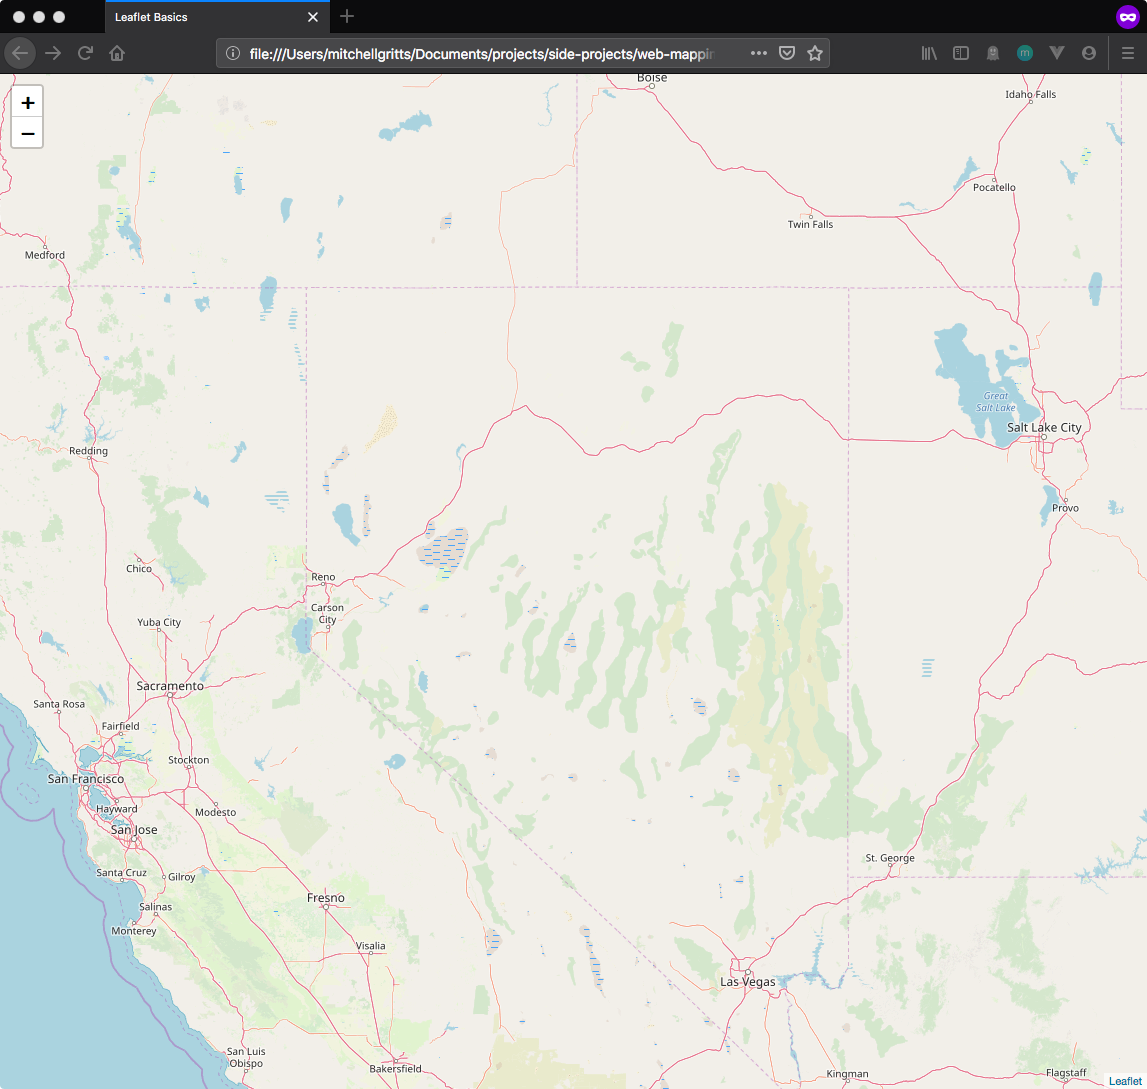 Leaflet Basics
file:///Users/mitchellgritts/Documents/projects/side-projects/web-mapping
m
+
−
Boise
Idaho Falls
Pocatello
Twin Falls
Medford
Great
Salt Lake
Salt Lake City
Redding
Provo
Chico
Reno
Carson
City
Yuba City
Sacramento
Santa Rosa
Fairfield
Stockton
San Francisco
Hayward
Modesto
San Jose
St. George
Santa Cruz
Gilroy
Fresno
Salinas
Monterey
Visalia
Las Vegas
San Luis
Obispo
Bakersfield
Kingman
Flagstaff
Leaflet